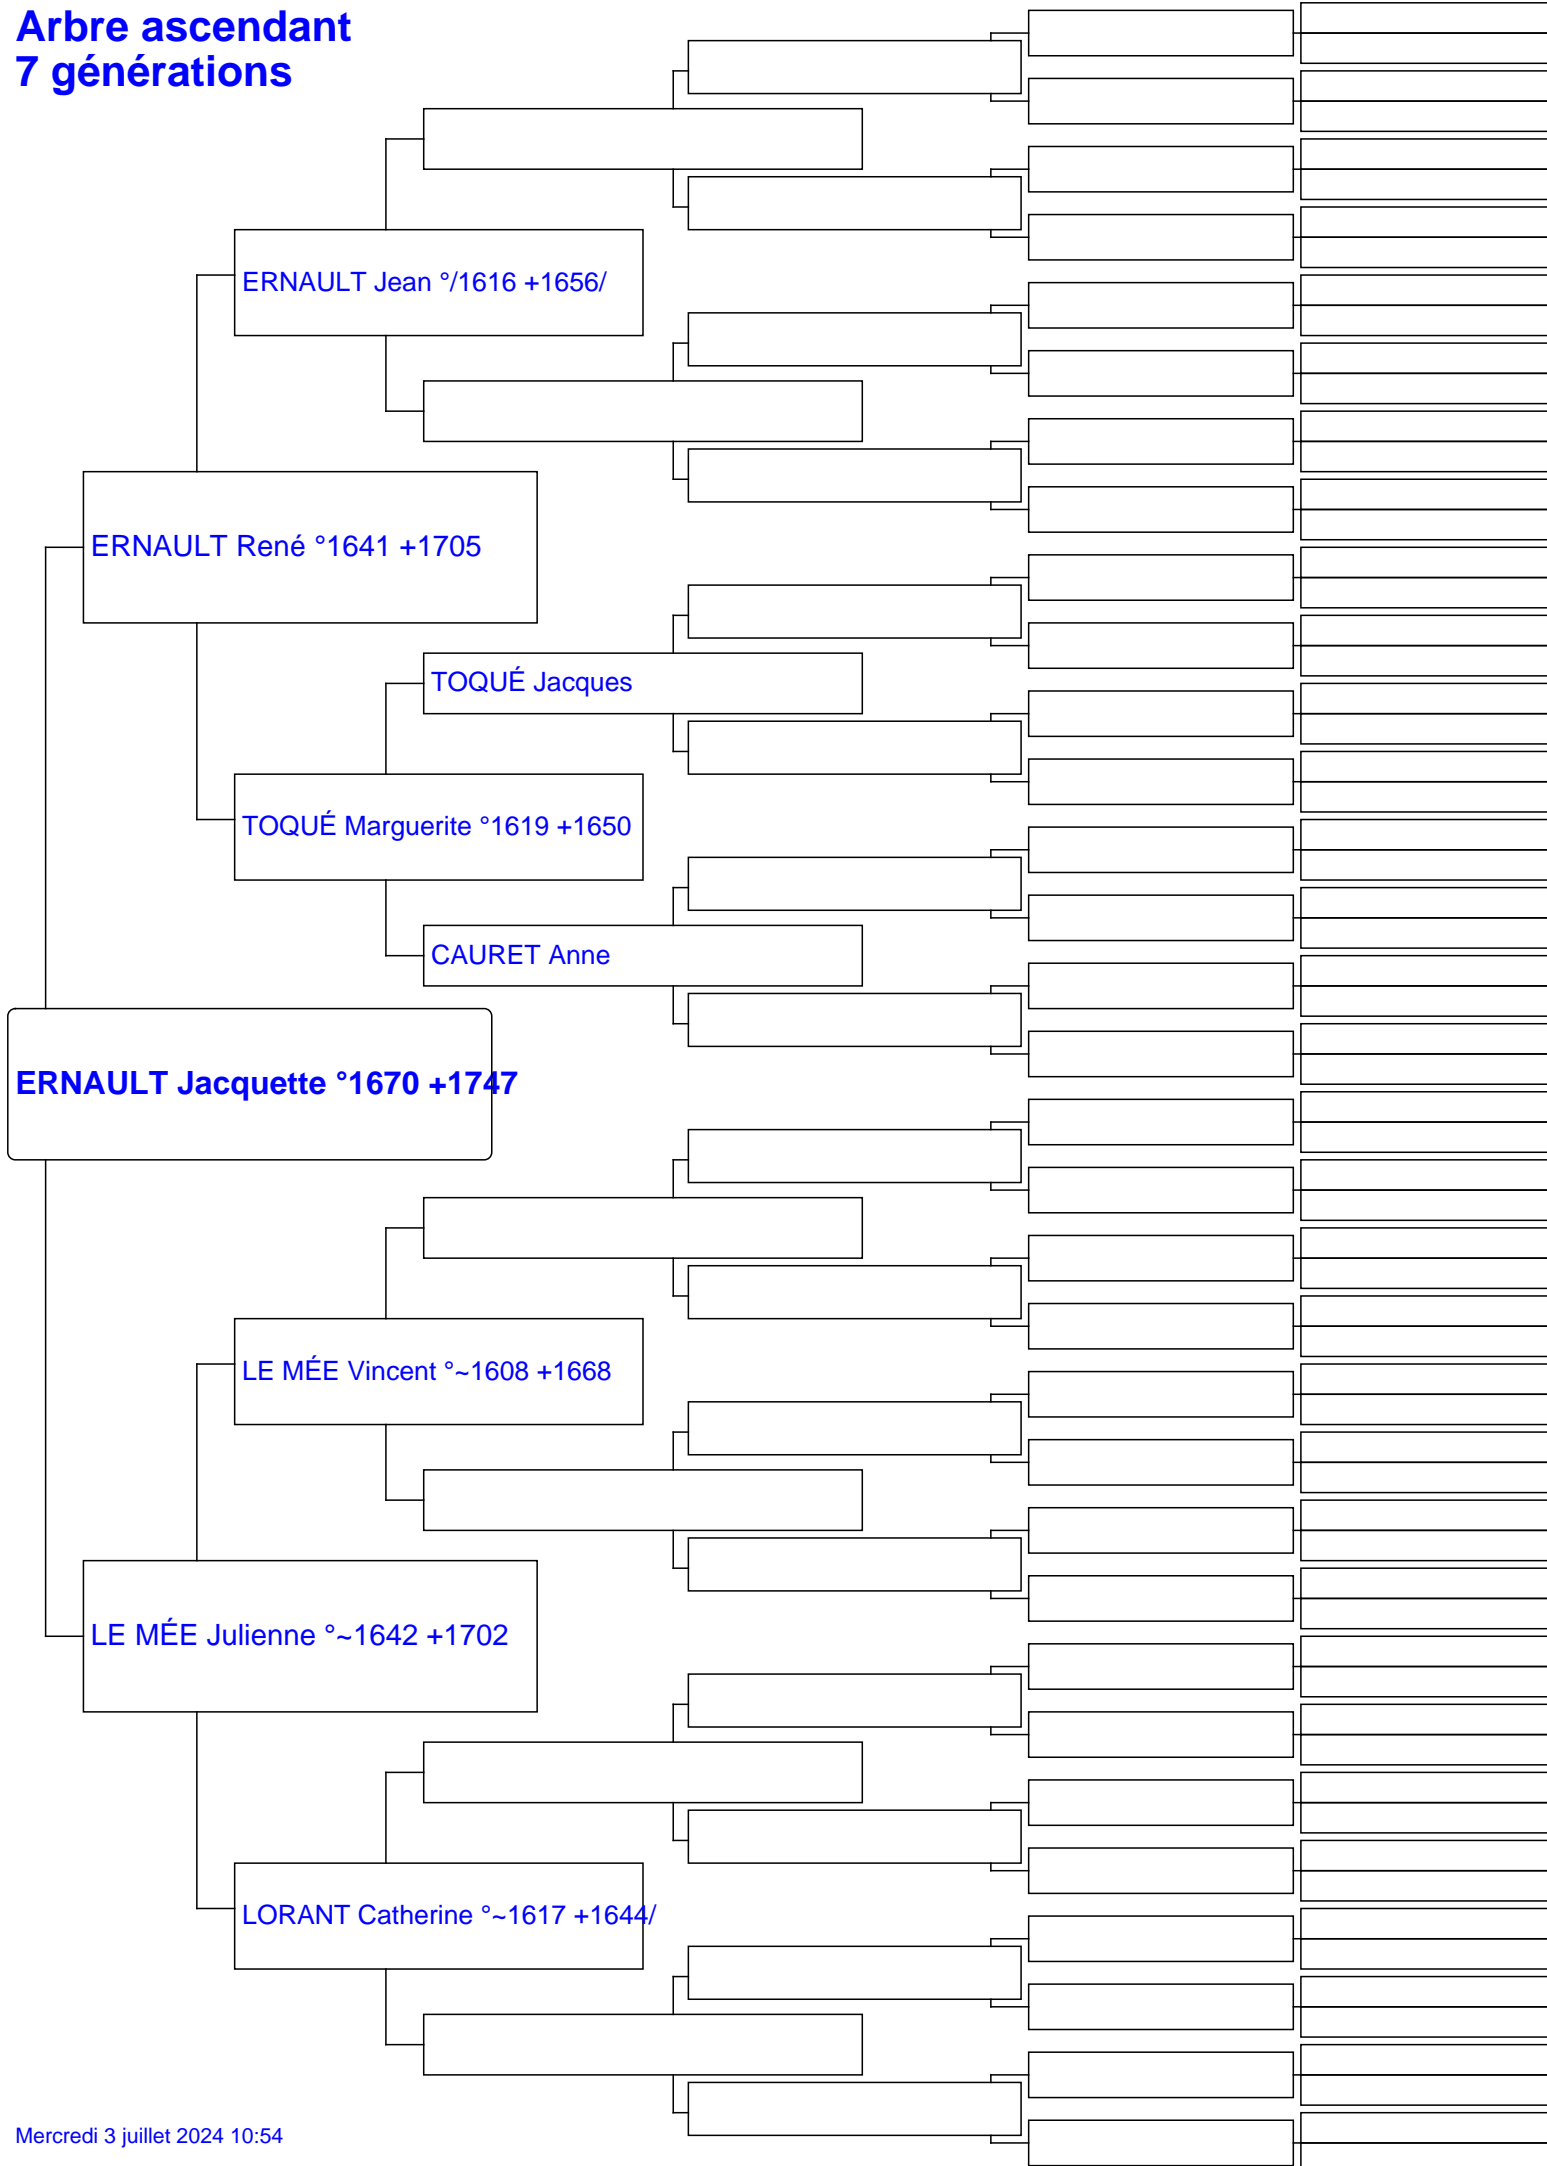 Arbre ascendant
7 générations
ERNAULT Jean °/1616 +1656/
ERNAULT René °1641 +1705
TOQUÉ Jacques
TOQUÉ Marguerite °1619 +1650
CAURET Anne
ERNAULT Jacquette °1670 +1747
LE MÉE Vincent °~1608 +1668
LE MÉE Julienne °~1642 +1702
LORANT Catherine °~1617 +1644/
Mercredi 3 juillet 2024 10:54